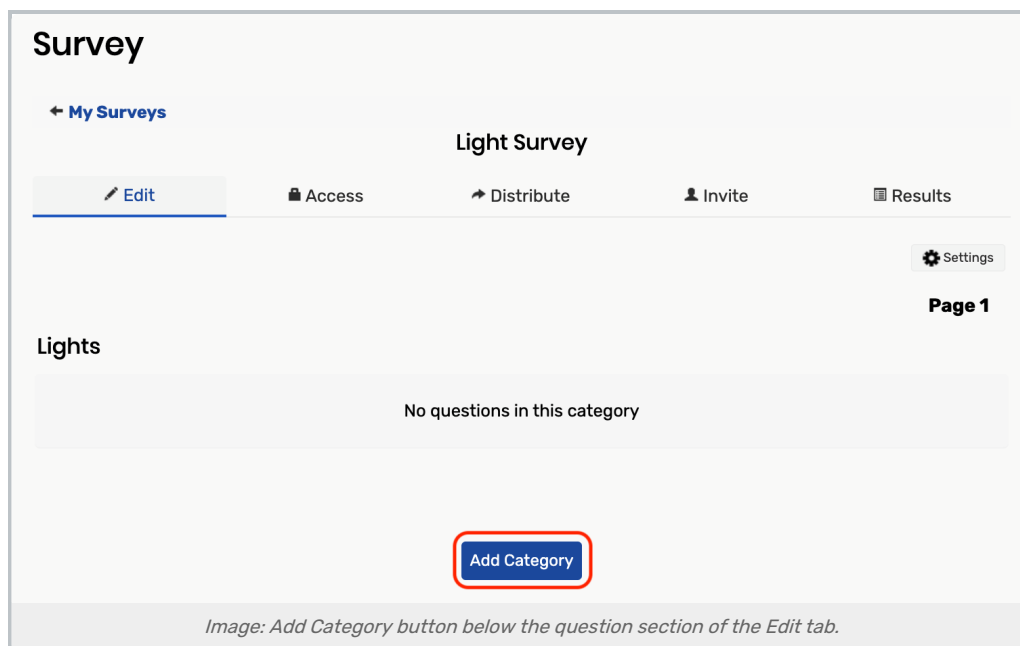 Survey
My Surveys
Light Survey
Edit Access Distribute Invite Results
Settings
Page 1
Lights
No questions in this category
Add Category
Image: Add Category button below the question section of the Edit tab.